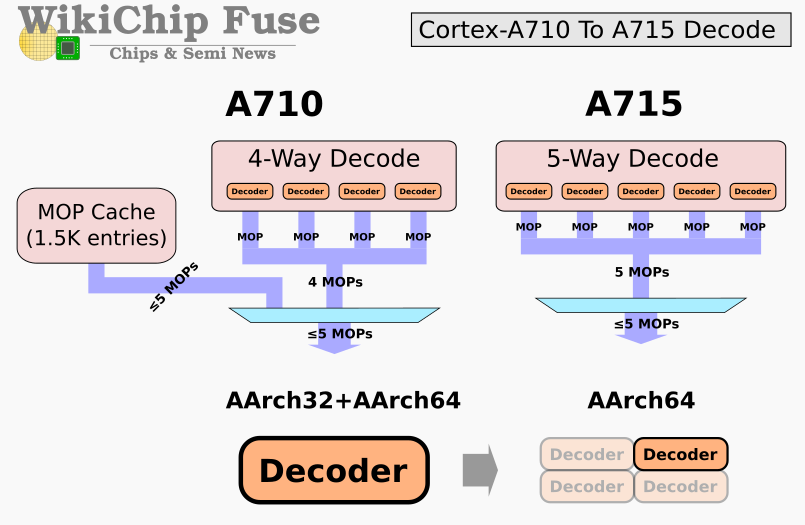 WikiChip Fuse
Chips & Semi News
Cortex-A710 To A715 Decode
A710
4-Way Decode
Decoder Decoder Decoder Decoder
MOP Cache
(1.5K entries)
MOP MOP MOP MOP
≤5 MOPs
4 MOPs
≤5 MOPs
A715
5-Way Decode
Decoder Decoder Decoder Decoder Decoder
MOP MOP MOP MOP MOP
5 MOPs
≤5 MOPs
AArch32+AArch64
Decoder
AArch64
Decoder Decoder
Decoder Decoder